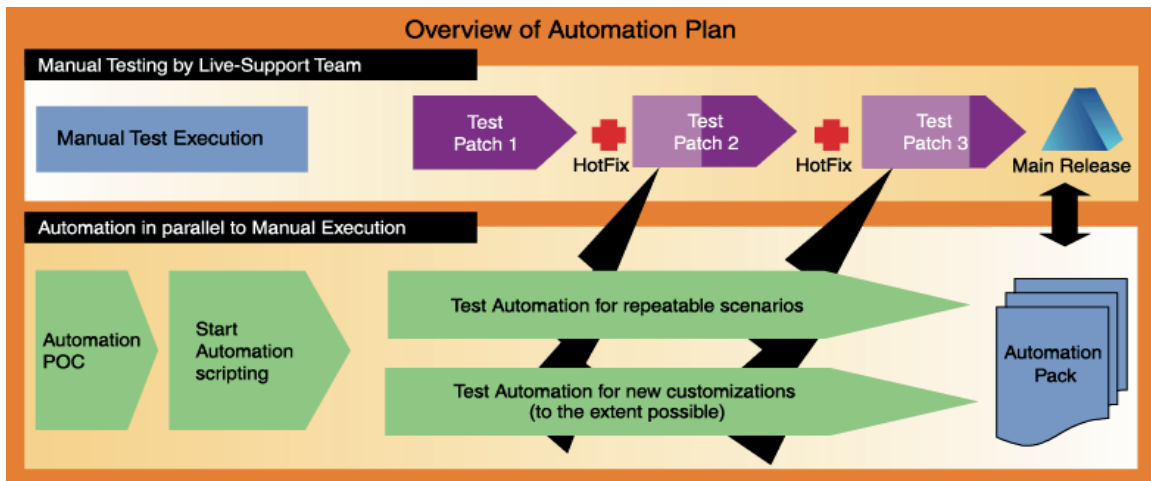 Overview of Automation Plan
Manual Testing by Live-Support Team
Manual Test Execution
Test
Patch 1
HotFix
Test
Patch 2
HotFix
Test
Patch 3
Main Release
Automation in parallel to Manual Execution
Automation
POC
Start
Automation
scripting
Test Automation for repeatable scenarios
Test Automation for new customizations
(to the extent possible)
Automation
Pack